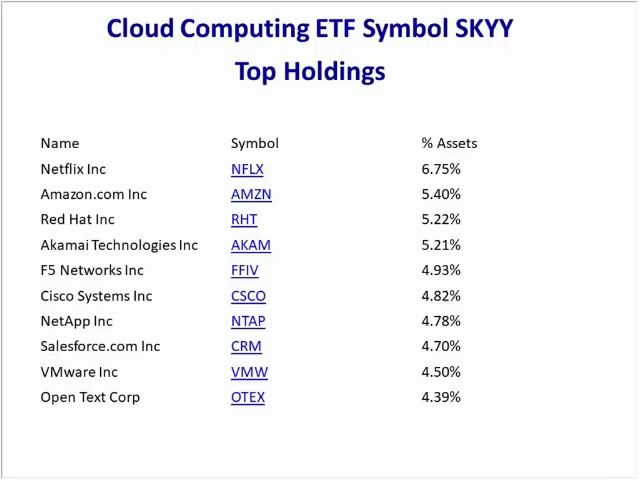 Cloud Computing ETF Symbol SKYY
Top Holdings
Name Symbol % Assets
Netflix Inc NFLX 6.75%
Amazon.com Inc AMZN 5.40%
Red Hat Inc RHT 5.22%
Akamai Technologies Inc AKAM 5.21%
F5 Networks Inc FFIV 4.93%
Cisco Systems Inc CSCO 4.82%
NetApp Inc NTAP 4.78%
Salesforce.com Inc CRM 4.70%
VMware Inc VMW 4.50%
Open Text Corp OTEX 4.39%